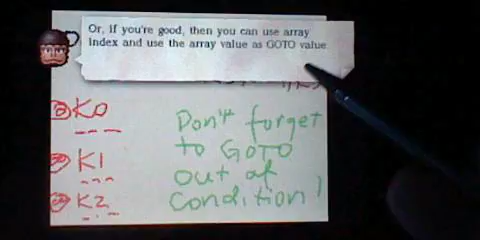 Or, if you're good, then you can use array
index and use the array value as GOTO value
K0
K1
K2
Don't forget
to GOTO
out of
condition!